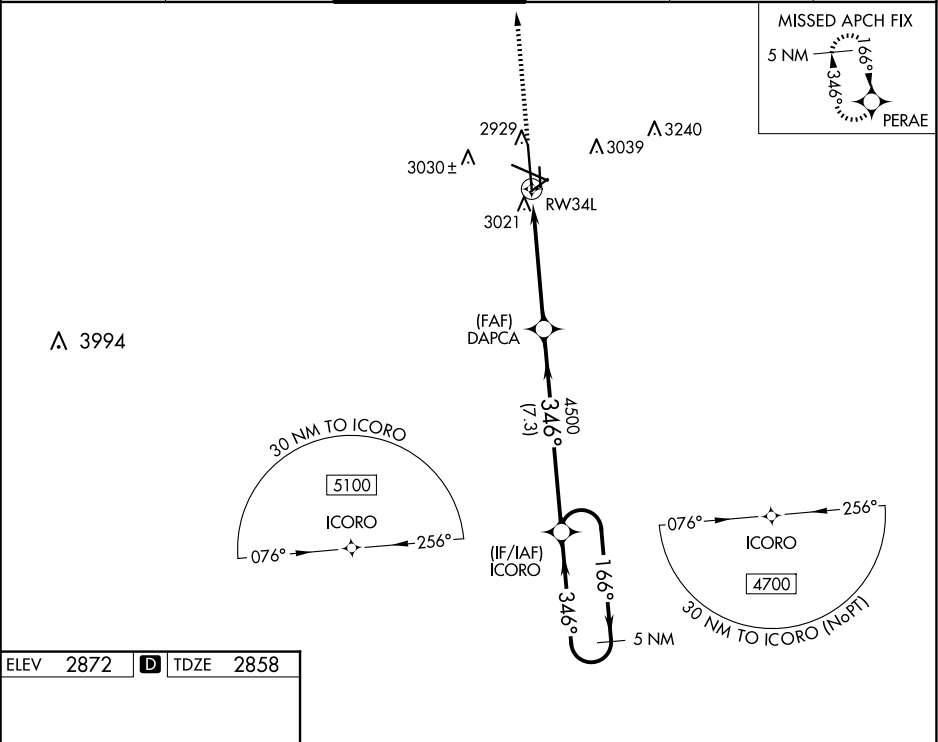 MISSED APCH FIX
5 NM
166°
346°
PERAE
2929
3240
3039
3030±
RW34L
3021
(FAF)
DAPCA
3994
4500
346°
(7.3)
30 NM TO ICORO
5100
ICORO
076°
256°
(IF/IAF)
ICORO
166°
346°
5 NM
076°
256°
ICORO
4700
30 NM TO ICORO (NoPT)
ELEV 2872 D TDZE 2858